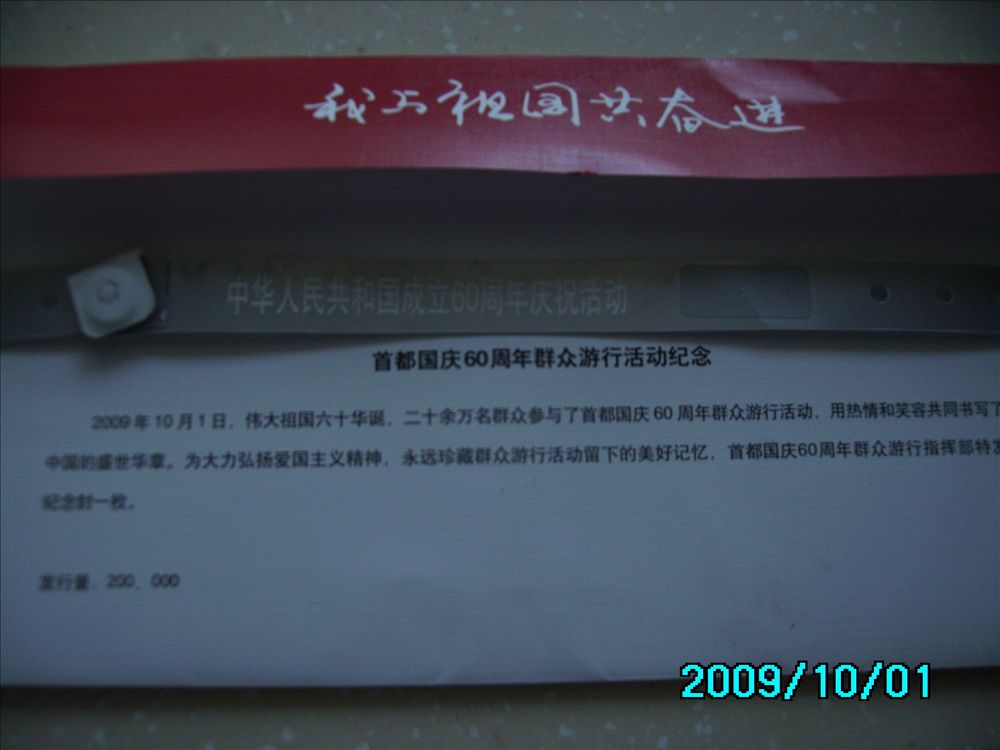 我与祖国共奋进
中华人民共和国成立60周年庆祝活动
首都国庆60周年群众游行活动纪念
2009年10月1日，伟大祖国六十华诞，二十余万名群众参与了首都国庆60周年群众游行活动，用热情和笑容共同书写了
中国的盛世华章。为大力弘扬爱国主义精神，永远珍藏群众游行活动留下的美好记忆，首都国庆60周年群众游行指挥部特发
纪念封一枚。
发行量：200，000
2009/10/01